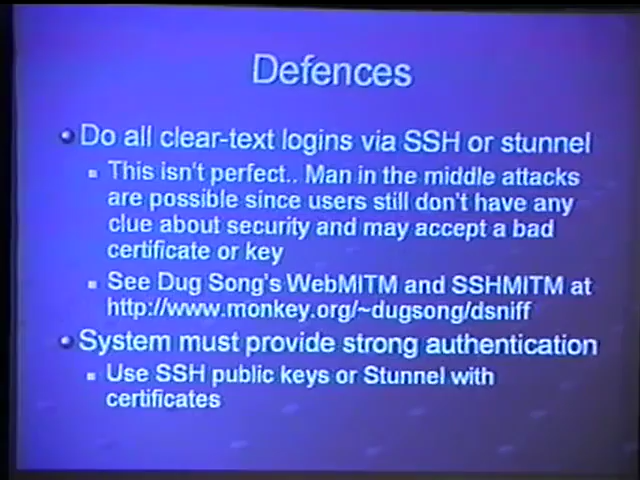 Defences
Do all clear-text logins via SSH or stunnel
This isn't perfect.. Man in the middle attacks
are possible since users still don't have any
clue about security and may accept a bad
certificate or key
See Dug Song's WebMITM and SSHMITM at
http://www.monkey.org/~dugsong/dsniff
System must provide strong authentication
Use SSH public keys or Stunnel with
certificates